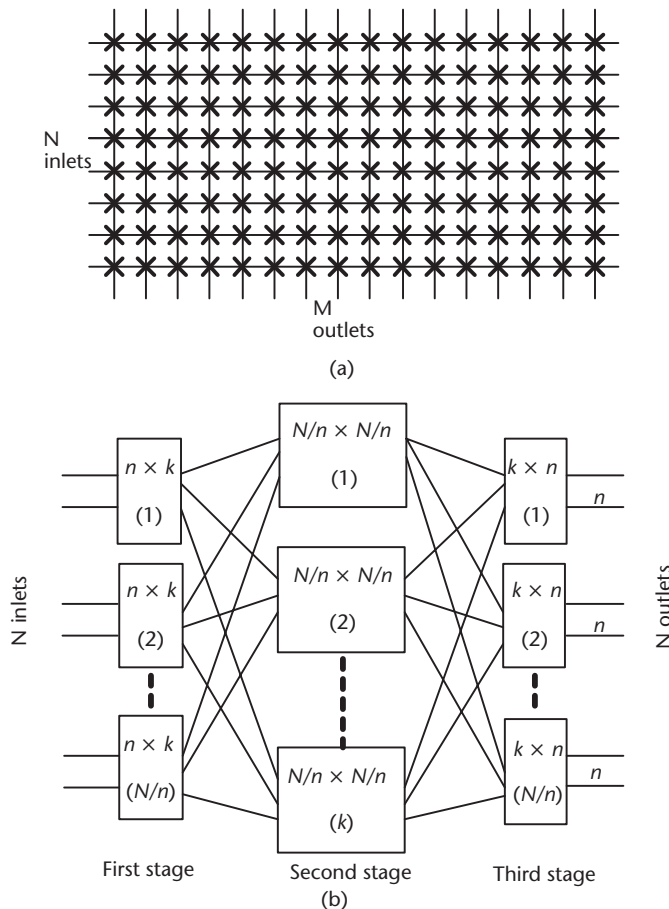 N
inlets
M
outlets
(a)
N/n × N/n
(1)
n × k
(1)
k × n
(1)
n
N/n × N/n
(2)
n × k
(2)
k × n
(2)
n
N inlets
N outlets
N/n × N/n
(k)
n × k
(N/n)
k × n
(N/n)
n
First stage
Second stage
Third stage
(b)